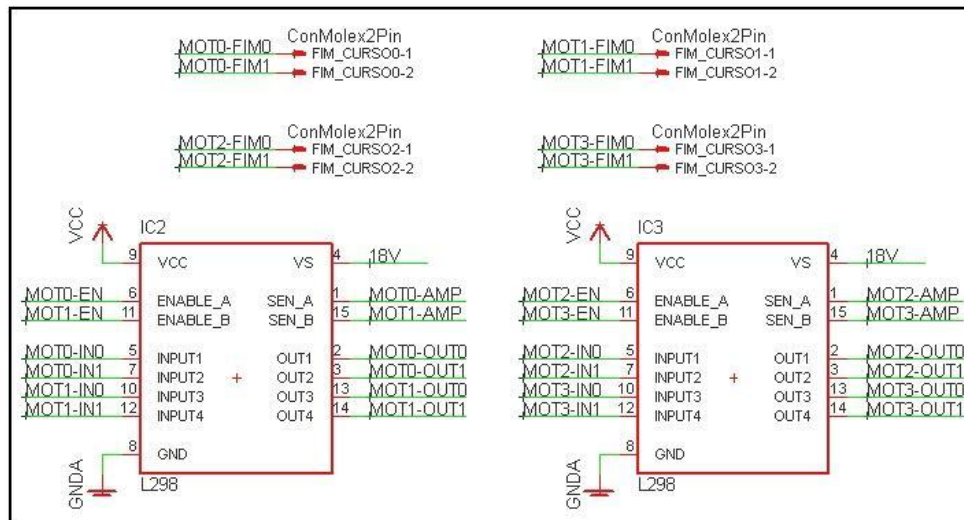 ConMolex2Pin
MOT0-FIM0 FIM_CURSO0-1
MOT0-FIM1 FIM_CURSO0-2
ConMolex2Pin
MOT1-FIM0 FIM_CURSO1-1
MOT1-FIM1 FIM_CURSO1-2
ConMolex2Pin
MOT2-FIM0 FIM_CURSO2-1
MOT2-FIM1 FIM_CURSO2-2
ConMolex2Pin
MOT3-FIM0 FIM_CURSO3-1
MOT3-FIM1 FIM_CURSO3-2
VCC
IC2
9 VCC VS 4 18V
MOT0-EN 6 ENABLE_A SEN_A 1 MOT0-AMP
MOT1-EN 11 ENABLE_B SEN_B 15 MOT1-AMP
MOT0-IN0 5 INPUT1 OUT1 2 MOT0-OUT0
MOT0-IN1 7 INPUT2 OUT2 3 MOT0-OUT1
MOT1-IN0 10 INPUT3 OUT3 13 MOT1-OUT0
MOT1-IN1 12 INPUT4 OUT4 14 MOT1-OUT1
8 GND
GNDA
L298
VCC
IC3
9 VCC VS 4 18V
MOT2-EN 6 ENABLE_A SEN_A 1 MOT2-AMP
MOT3-EN 11 ENABLE_B SEN_B 15 MOT3-AMP
MOT2-IN0 5 INPUT1 OUT1 2 MOT2-OUT0
MOT2-IN1 7 INPUT2 OUT2 3 MOT2-OUT1
MOT3-IN0 10 INPUT3 OUT3 13 MOT3-OUT0
MOT3-IN1 12 INPUT4 OUT4 14 MOT3-OUT1
8 GND
GNDA
L298